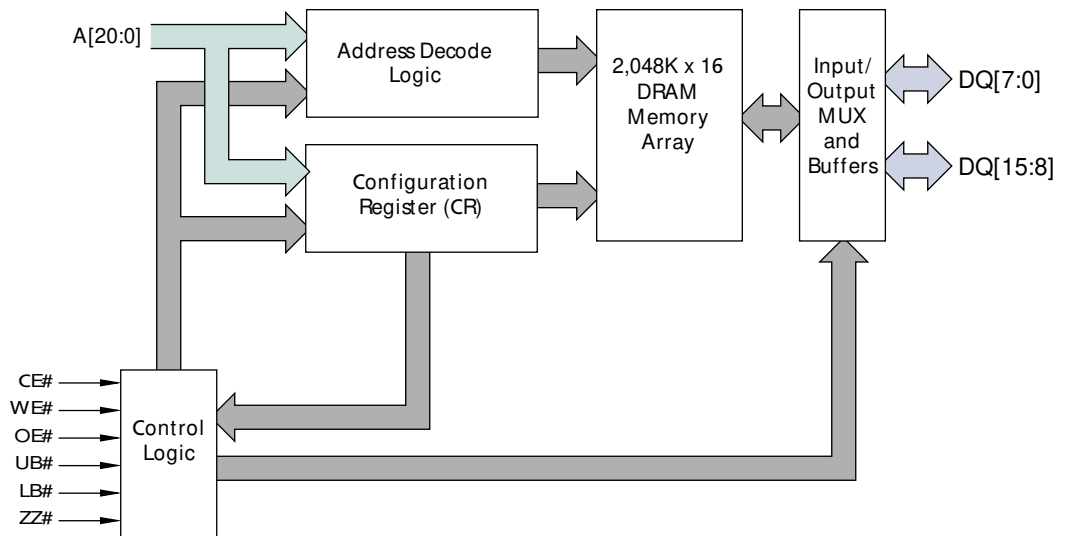 A[20:0]
Address Decode
Logic
2,048K x 16
DRAM
Memory
Array
Input/
Output
MUX
and
Buffers
DQ[7:0]
DQ[15:8]
Configuration
Register (CR)
CE#
WE#
OE#
UB#
LB#
ZZ#
Control
Logic